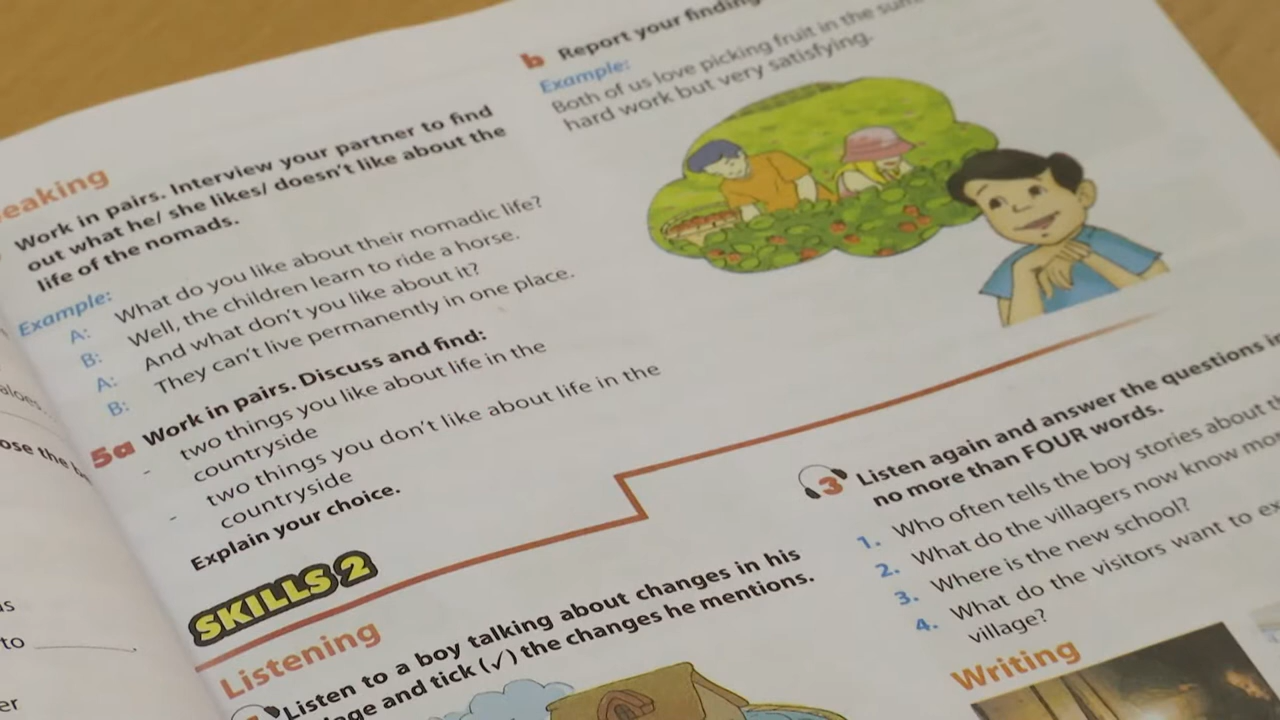 Work in pairs. Interview your partner to find
out what he/ she likes/ doesn't like about the
life of the nomads.
Example:
A: What do you like about their nomadic life?
B: Well, the children learn to ride a horse.
A: And what don't you like about it?
B: They can't live permanently in one place.
5a Work in pairs. Discuss and find:
- two things you like about life in the
countryside
- two things you don't like about life in the
countryside
Explain your choice.
b Report your
Example:
Both of us love picking fruit in the
hard work but very satisfying.
SKILLS 2
Listening
Listen to a boy talking about changes in his
and tick (✓) the changes he mentions.
3 Listen again and answer the questions
no more than FOUR words.
1. Who often tells the boy stories about
2. What do the villagers now know
3. Where is the new school?
4. What do the visitors want to
village?
Writing
to